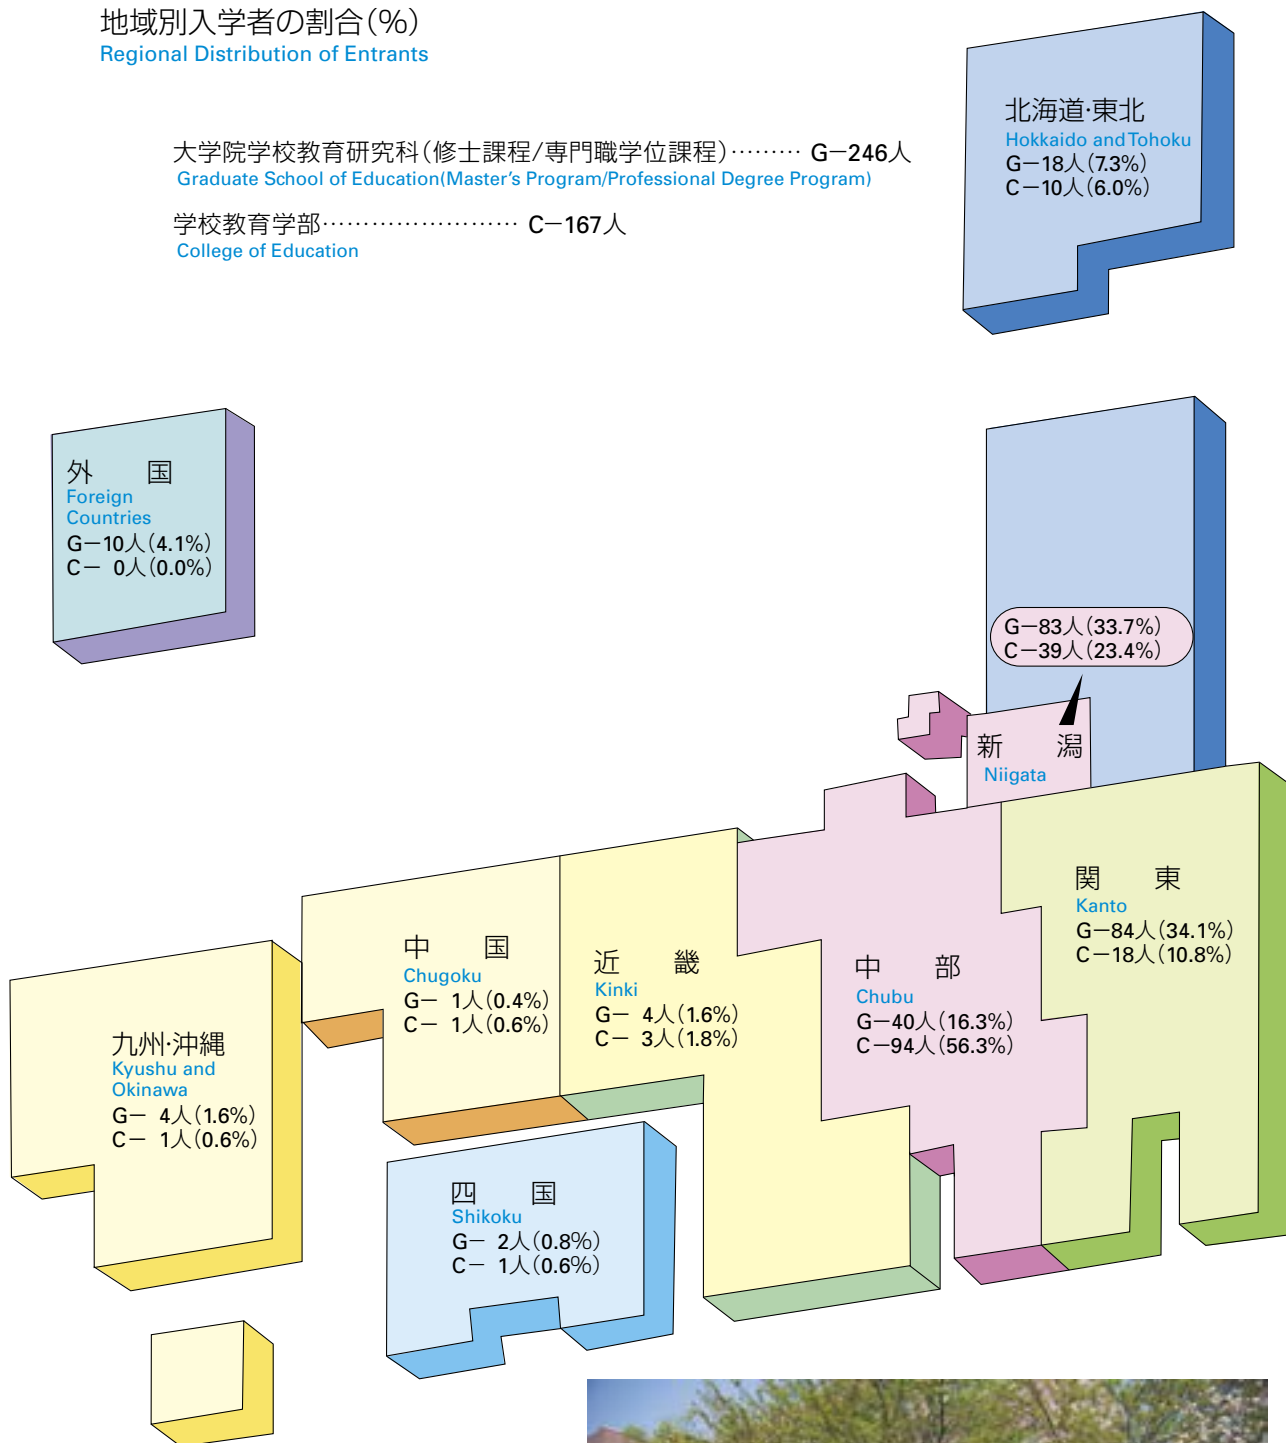 地域別入学者の割合(%)
Regional Distribution of Entrants
大学院学校教育研究科(修士課程/専門職学位課程)……… G－246人
Graduate School of Education(Master's Program/Professional Degree Program)
学校教育学部…………………… C－167人
College of Education
北海道·東北
Hokkaido and Tohoku
G－18人(7.3%)
C－10人(6.0%)
外　国
Foreign
Countries
G－10人(4.1%)
C－ 0人(0.0%)
G－83人(33.7%)
C－39人(23.4%)
新　潟
Niigata
関　東
Kanto
G－84人(34.1%)
C－18人(10.8%)
中　部
Chubu
G－40人(16.3%)
C－94人(56.3%)
近　畿
Kinki
G－ 4人(1.6%)
C－ 3人(1.8%)
中　国
Chugoku
G－ 1人(0.4%)
C－ 1人(0.6%)
九州·沖縄
Kyushu and
Okinawa
G－ 4人(1.6%)
C－ 1人(0.6%)
四　国
Shikoku
G－ 2人(0.8%)
C－ 1人(0.6%)